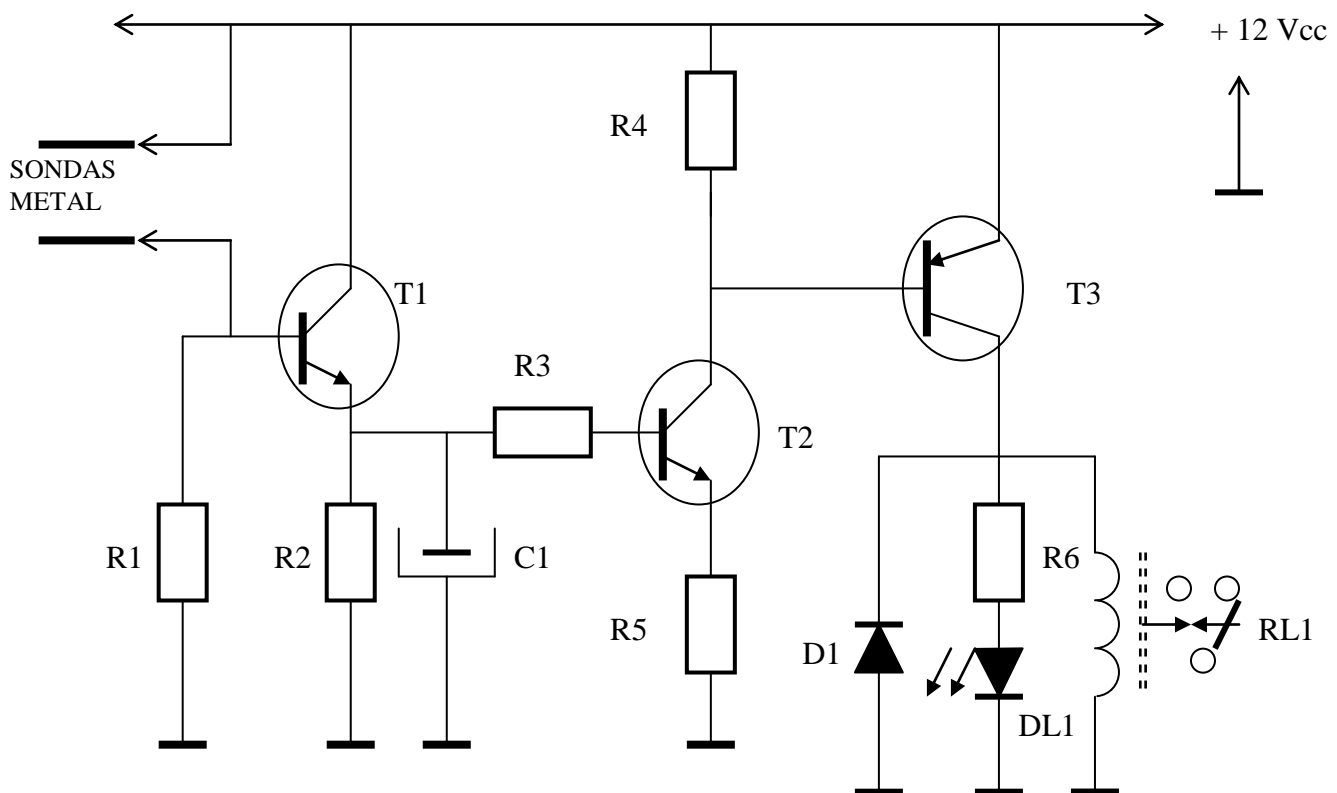 + 12 Vcc
R4
SONDAS
METAL
T1
T3
R3
T2
R1
R2
C1
R6
R5
D1
RL1
DL1